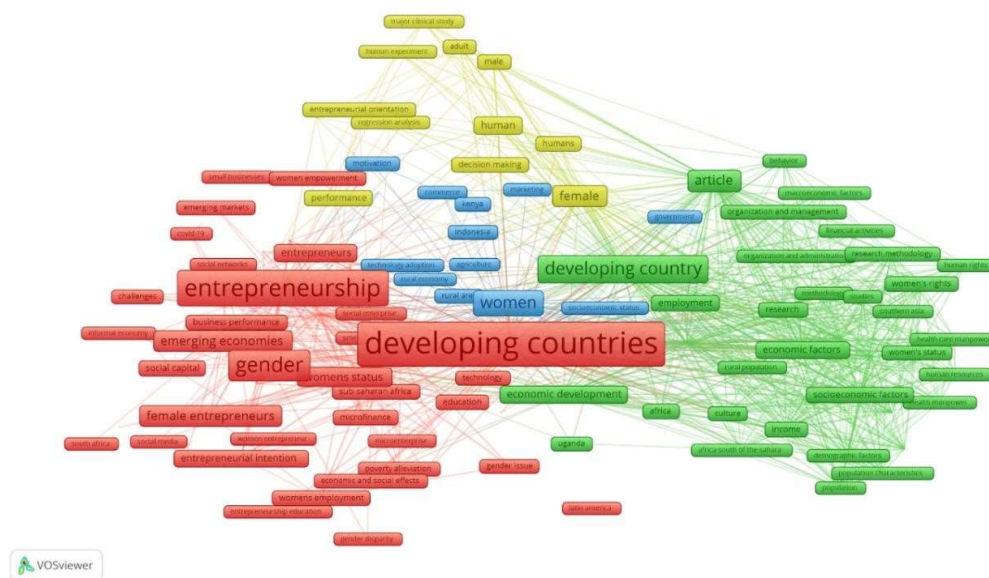 major clinical study
adult
human experiment
male
entrepreneurial orientation
regression analysis
human
humans
behavior
motivation
decision making
small businesses
women empowerment
article
performance
commerce
marketing
female
macroeconomic factors
emerging markets
kenya
organization and management
government
covid-19
indonesia
financial activities
entrepreneurs
organization and administration
research methodology
social networks
technology adoption
agriculture
developing country
human rights
entrepreneurship
rural economy
women's rights
challenges
women
methodology
studies
employment
socioeconomic status
research
southern asia
social enterprise
business performance
informal economy
emerging economies
developing countries
health care manpower
economic factors
women's status
gender
social capital
rural population
human resources
womens status
technology
sub-saharan africa
economic development
socioeconomic factors
education
health manpower
female entrepreneurs
microfinance
africa
culture
income
south africa
social media
microenterprise
uganda
africa south of the sahara
entrepreneurial intention
demographic factors
poverty alleviation
gender issue
population characteristics
economic and social effects
population
womens employment
entrepreneurship education
latin america
gender disparity
VOSviewer